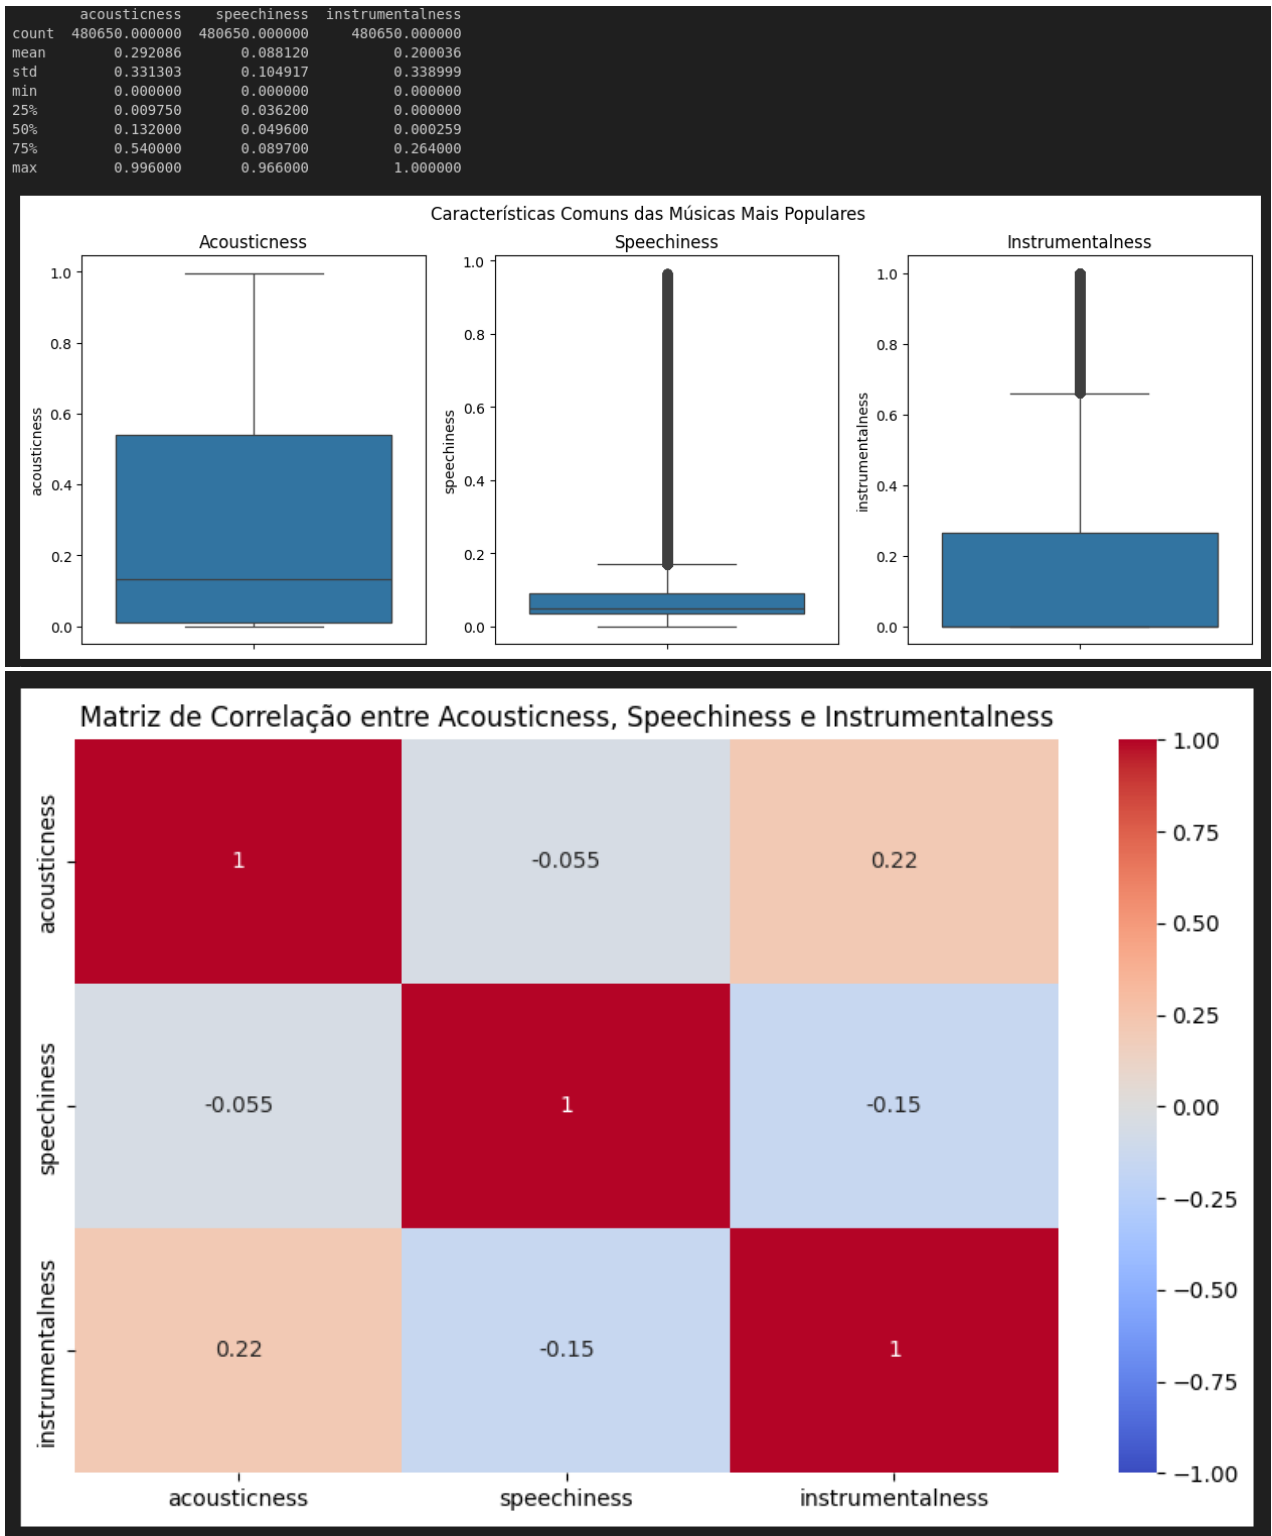 acousticness speechiness instrumentalness
count 480650.000000 480650.000000 480650.000000
mean 0.292086 0.088120 0.200036
std 0.331303 0.104917 0.338999
min 0.000000 0.000000 0.000000
25% 0.009750 0.036200 0.000000
50% 0.132000 0.049600 0.000259
75% 0.540000 0.089700 0.264000
max 0.996000 0.966000 1.000000
Características Comuns das Músicas Mais Populares
Acousticness
acousticness
1.0
0.8
0.6
0.4
0.2
0.0
Speechiness
speechiness
1.0
0.8
0.6
0.4
0.2
0.0
Instrumentalness
instrumentalness
1.0
0.8
0.6
0.4
0.2
0.0
Matriz de Correlação entre Acousticness, Speechiness e Instrumentalness
acousticness
1 -0.055 0.22
speechiness
-0.055 1 -0.15
instrumentalness
0.22 -0.15 1
acousticness speechiness instrumentalness
1.00
0.75
0.50
0.25
0.00
−0.25
−0.50
−0.75
−1.00